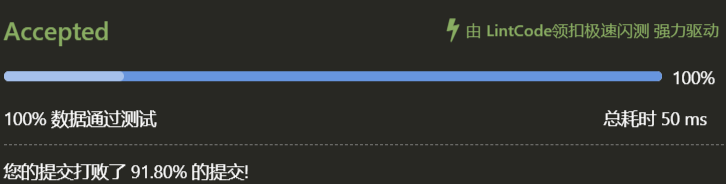 Accepted
由 LintCode领扣极速闪测 强力驱动
100%
100% 数据通过测试
总耗时 50 ms
您的提交打败了 91.80% 的提交!